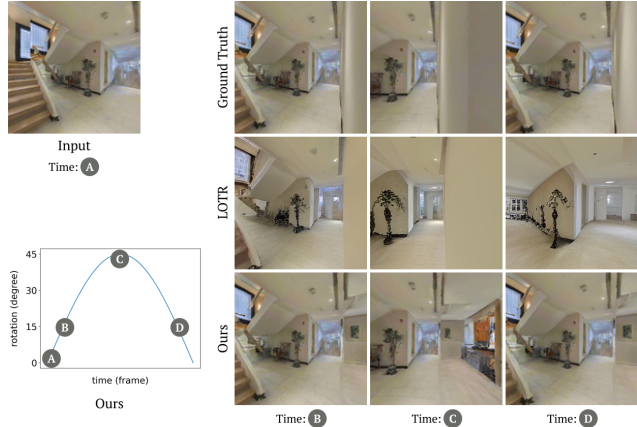 Input
Time: A
Ground Truth
LOTR
Ours
45
30
15
0
rotation (degree)
A
B
C
D
time (frame)
Ours
Time: B
Time: C
Time: D